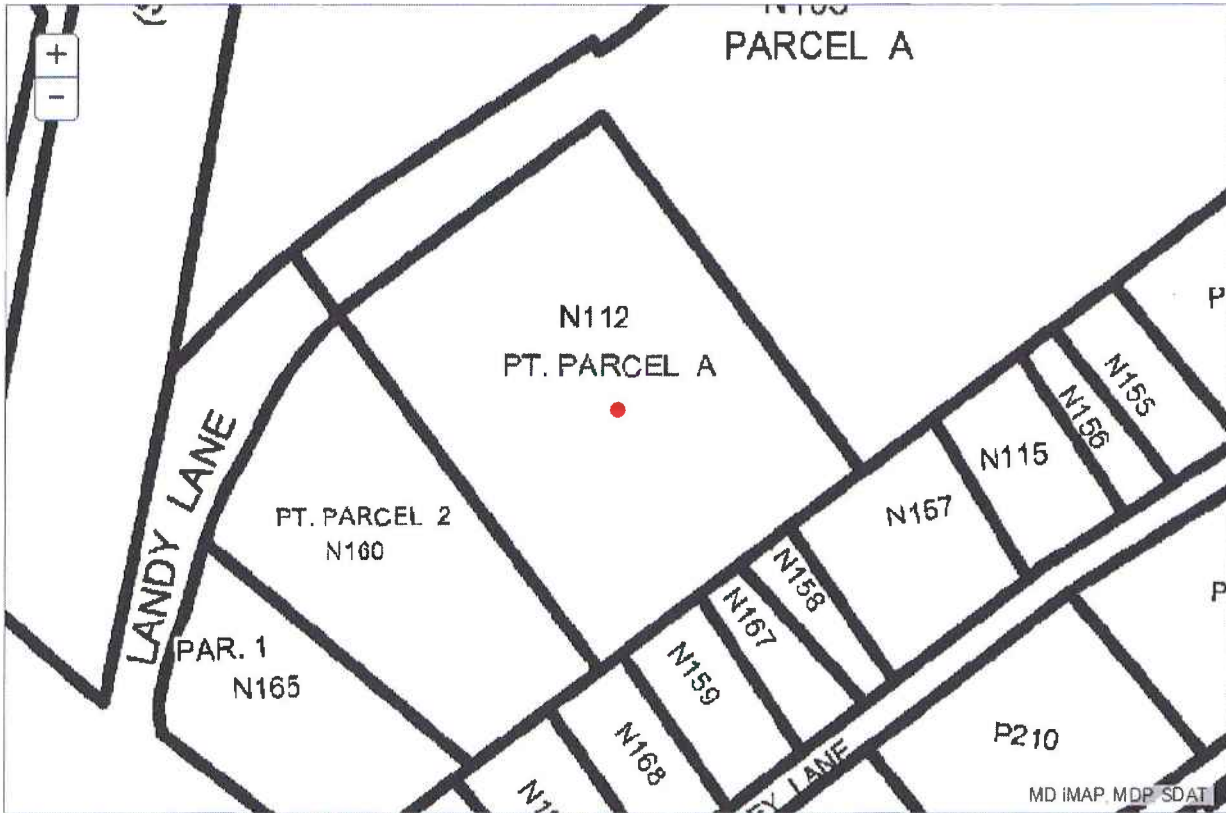 +
−
PARCEL A
N112
PT. PARCEL A
N155
N156
N115
N157
N158
N167
N159
N168
PT. PARCEL 2
N160
LANDY LANE
PAR. 1
N165
P210
LANE
MD iMAP, MDP, SDAT